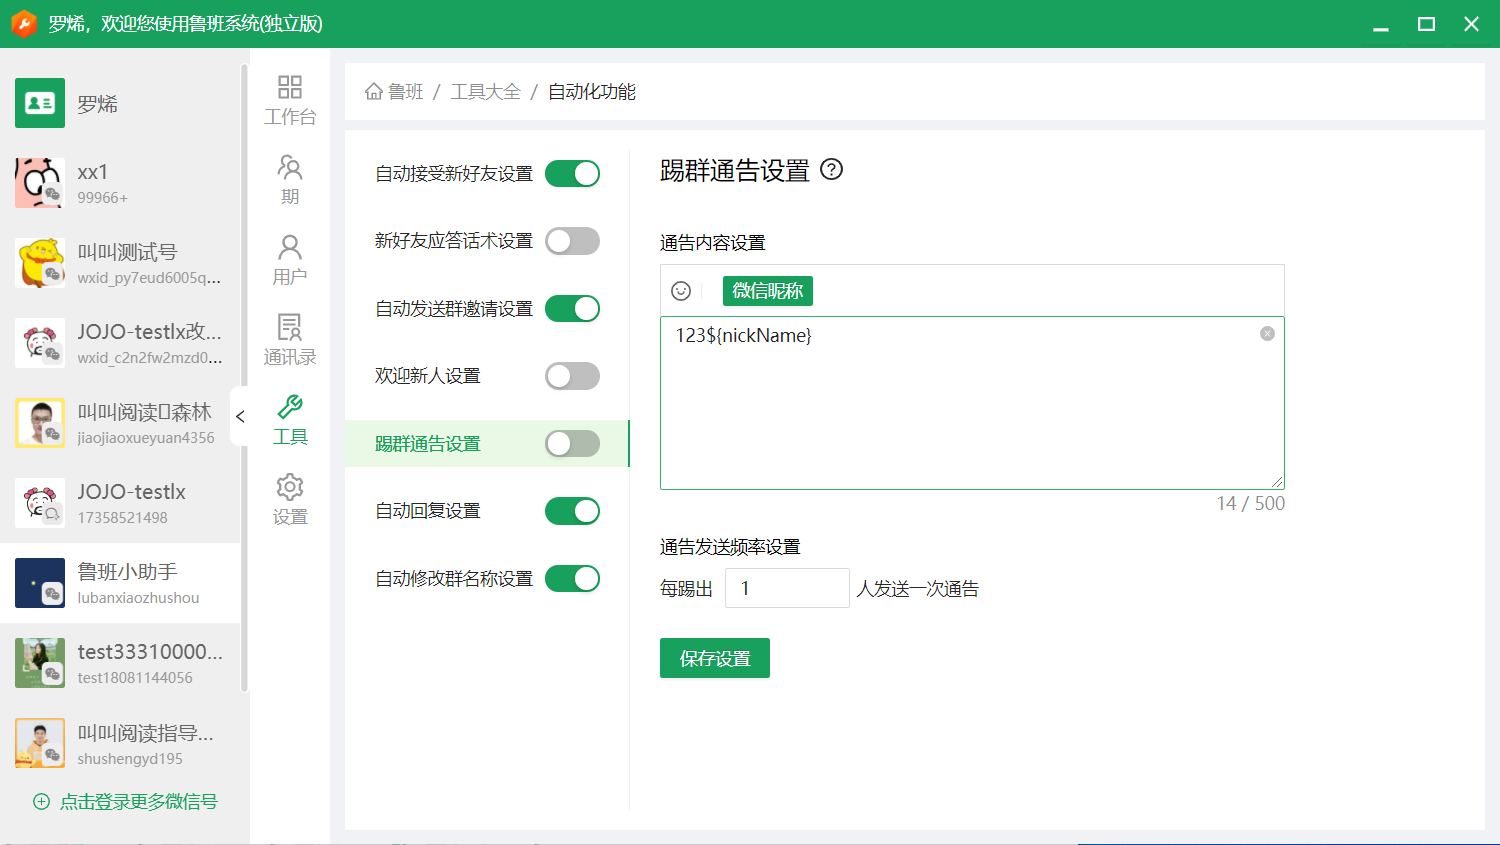 罗烯，欢迎您使用鲁班系统(独立版)
罗烯
xx1
99966+
叫叫测试号
wxid_py7eud6005q...
JOJO-testlx改...
wxid_c2n2fw2mzd0...
叫叫阅读▯森林
jiaojiaoxueyuan4356
JOJO-testlx
17358521498
鲁班小助手
lubanxiaozhushou
test33310000...
test18081144056
叫叫阅读指导...
shushengyd195
点击登录更多微信号
工作台
期
用户
通讯录
工具
设置
鲁班 / 工具大全 / 自动化功能
自动接受新好友设置
新好友应答话术设置
自动发送群邀请设置
欢迎新人设置
踢群通告设置
自动回复设置
自动修改群名称设置
踢群通告设置
通告内容设置
微信昵称
123${nickName}
14 / 500
通告发送频率设置
每踢出 1 人发送一次通告
保存设置